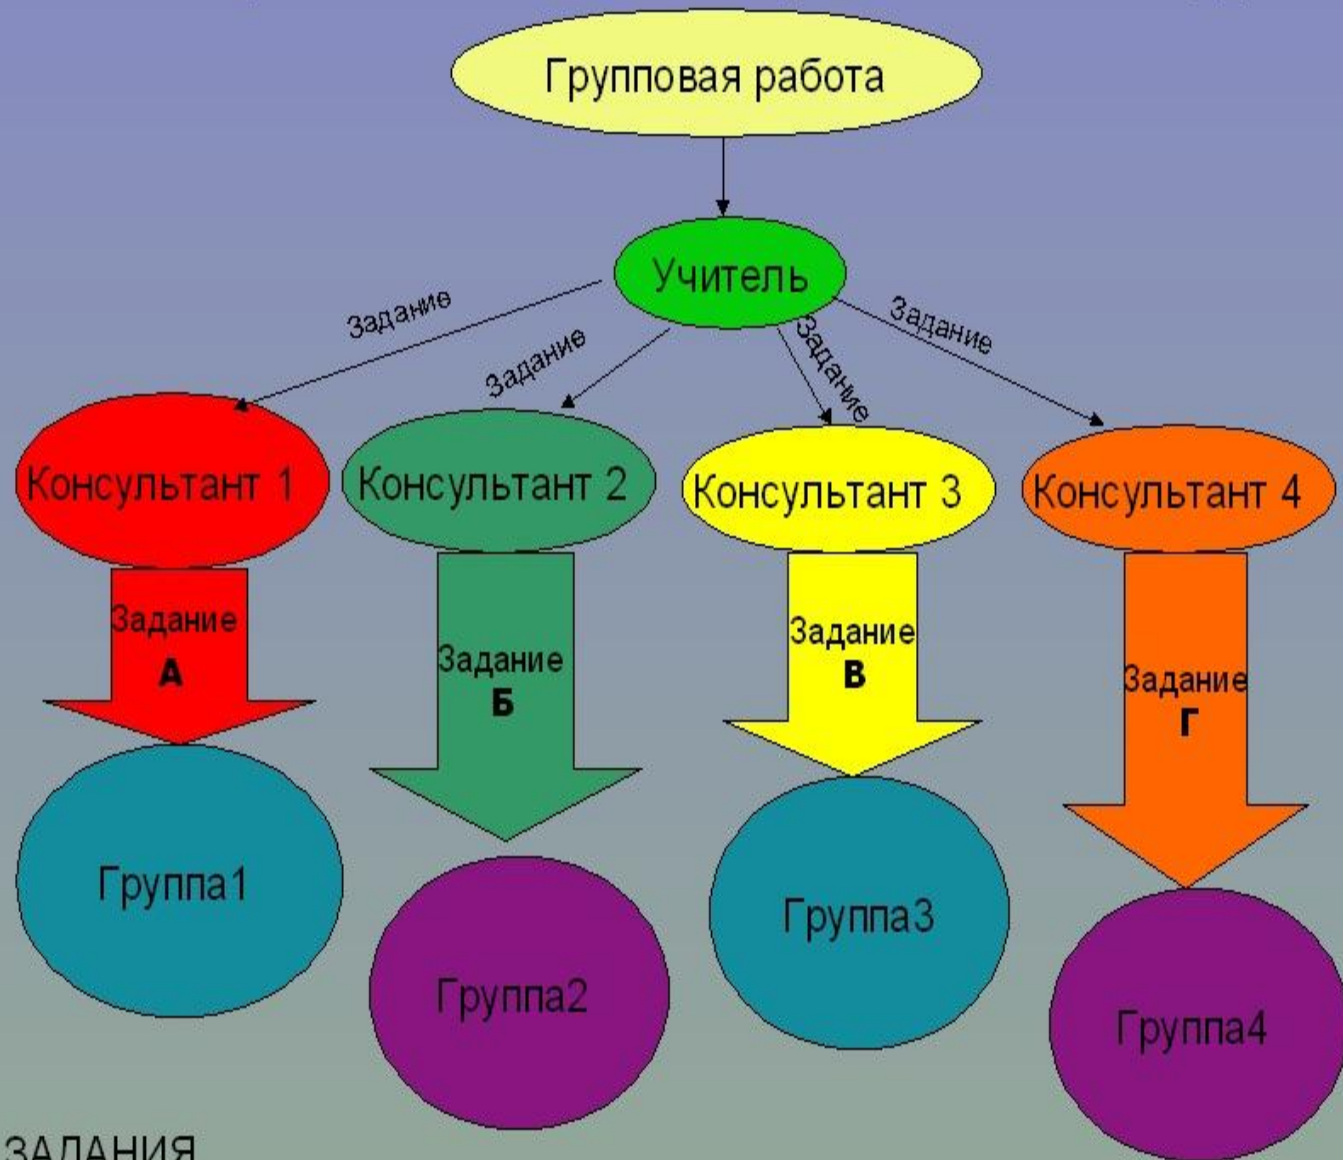 Групповая работа
Учитель
Задание
Задание
Задание
Задание
Консультант 1
Консультант 2
Консультант 3
Консультант 4
Задание
А
Задание
Б
Задание
В
Задание
Г
Группа1
Группа2
Группа3
Группа4
ЗАДАНИЯ